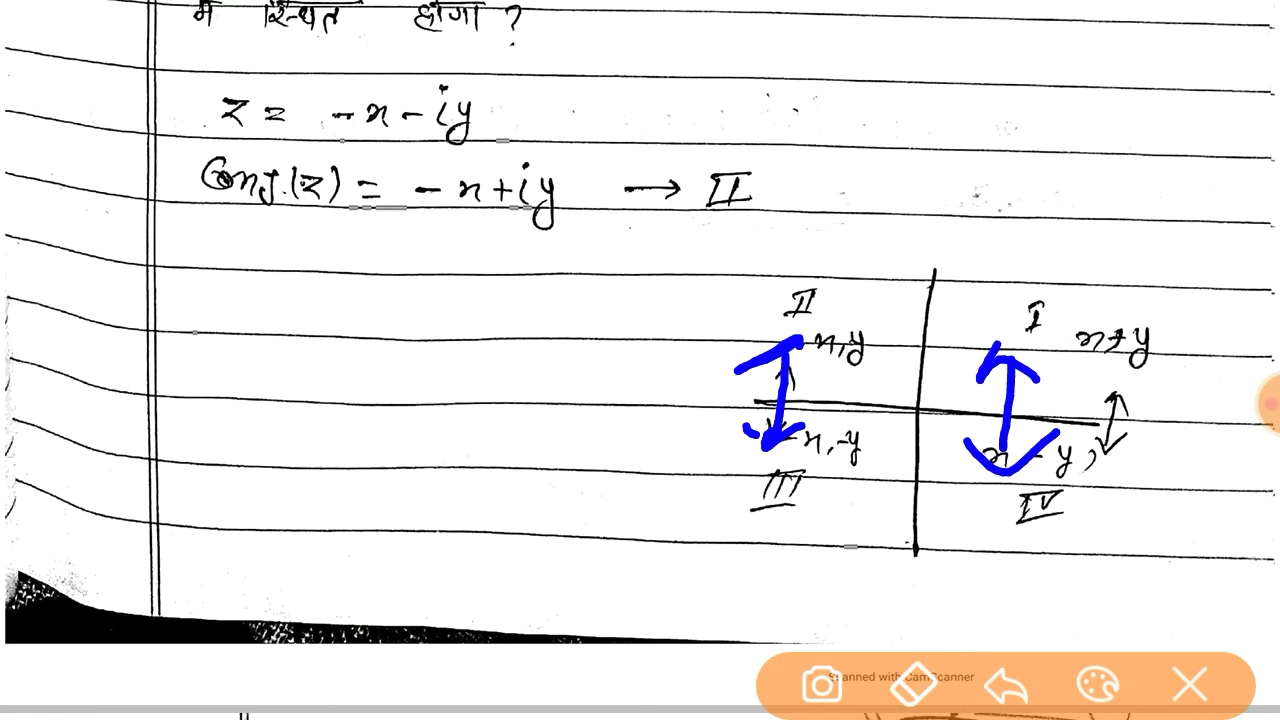 में स्थित होगा ?
z = -x - iy
Conj.(z) = -x + iy → II
II
I
x, y
x + y
-x, -y
x - y
III
IV
Scanned with CamScanner